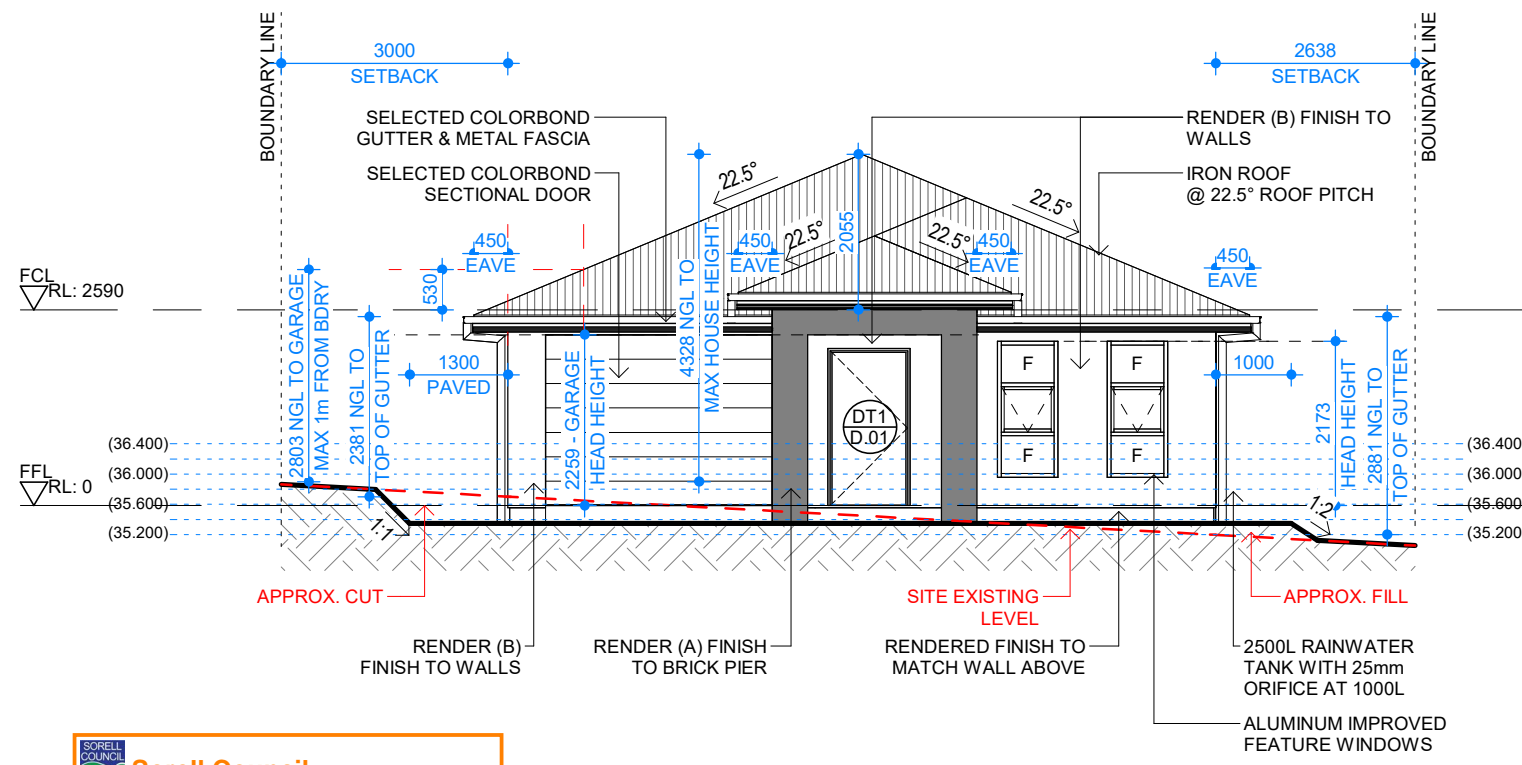 BOUNDARY LINE
3000
SETBACK
2638
SETBACK
BOUNDARY LINE
SELECTED COLORBOND
GUTTER & METAL FASCIA
SELECTED COLORBOND
SECTIONAL DOOR
RENDER (B) FINISH TO
WALLS
IRON ROOF
@ 22.5° ROOF PITCH
22.5°
22.5°
22.5°
22.5°
2055
450
EAVE
450
EAVE
450
EAVE
450
EAVE
FCL
RL: 2590
530
2803 NGL TO GARAGE
MAX 1m FROM BDRY
2381 NGL TO
TOP OF GUTTER
1300
PAVED
2259 - GARAGE
HEAD HEIGHT
4328 NGL TO
MAX HOUSE HEIGHT
DT1
D.01
F
F
F
F
1000
2173
HEAD HEIGHT
2881 NGL TO
TOP OF GUTTER
(36.400)
(36.000)
FFL
RL: 0
(35.600)
(35.200)
(36.400
(36.000
(35.600
(35.200
1:1
1:2
APPROX. CUT
SITE EXISTING
LEVEL
APPROX. FILL
RENDER (B)
FINISH TO WALLS
RENDER (A) FINISH
TO BRICK PIER
RENDERED FINISH TO
MATCH WALL ABOVE
2500L RAINWATER
TANK WITH 25mm
ORIFICE AT 1000L
ALUMINUM IMPROVED
FEATURE WINDOWS
SORELL
COUNCIL
Sorell Council